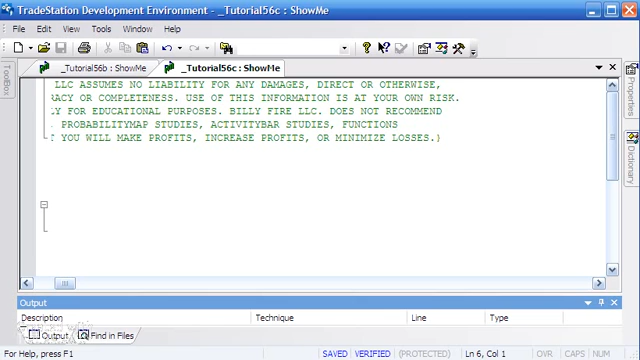 TradeStation Development Environment - _Tutorial56c : ShowMe
File Edit View Tools Window Help
_Tutorial56b : ShowMe _Tutorial56c : ShowMe
ToolBox
Properties
Dictionary
LLC ASSUMES NO LIABILITY FOR ANY DAMAGES, DIRECT OR OTHERWISE,
RACY OR COMPLETENESS. USE OF THIS INFORMATION IS AT YOUR OWN RISK.
LY FOR EDUCATIONAL PURPOSES. BILLY FIRE LLC. DOES NOT RECOMMEND
, PROBABILITYMAP STUDIES, ACTIVITYBAR STUDIES, FUNCTIONS
T YOU WILL MAKE PROFITS, INCREASE PROFITS, OR MINIMIZE LOSSES.}
Output
Description Technique Line Type
Output Find in Files
For Help, press F1 SAVED VERIFIED (PROTECTED) Ln 6, Col 1 OVR CAPS NUM